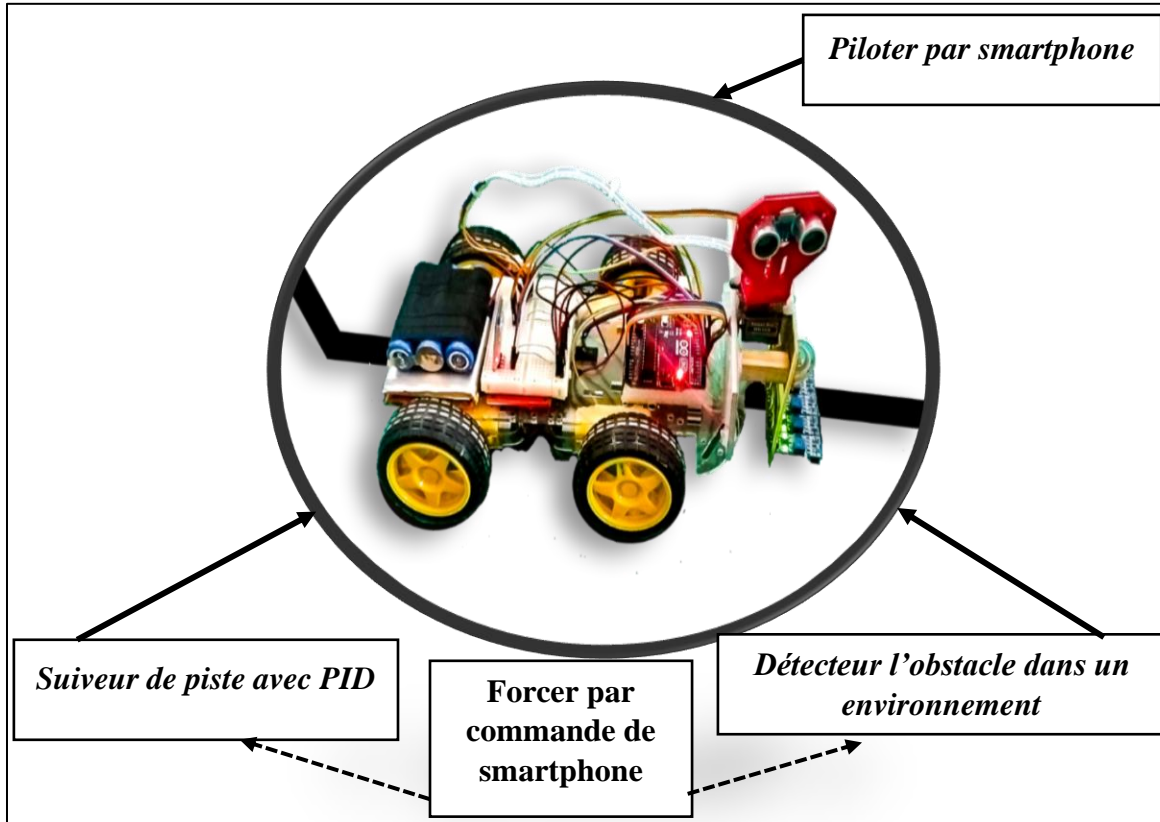 Piloter par smartphone
Suiveur de piste avec PID
Forcer par
commande de
smartphone
Détecteur l’obstacle dans un
environnement